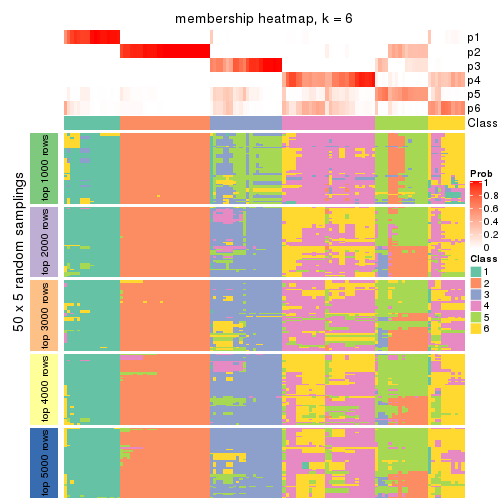 membership heatmap, k = 6
p1
p2
p3
p4
p5
p6
Class
50 x 5 random samplings
top 1000 rows
top 2000 rows
top 3000 rows
top 4000 rows
top 5000 rows
Prob
1
0.8
0.6
0.4
0.2
0
Class
1
2
3
4
5
6